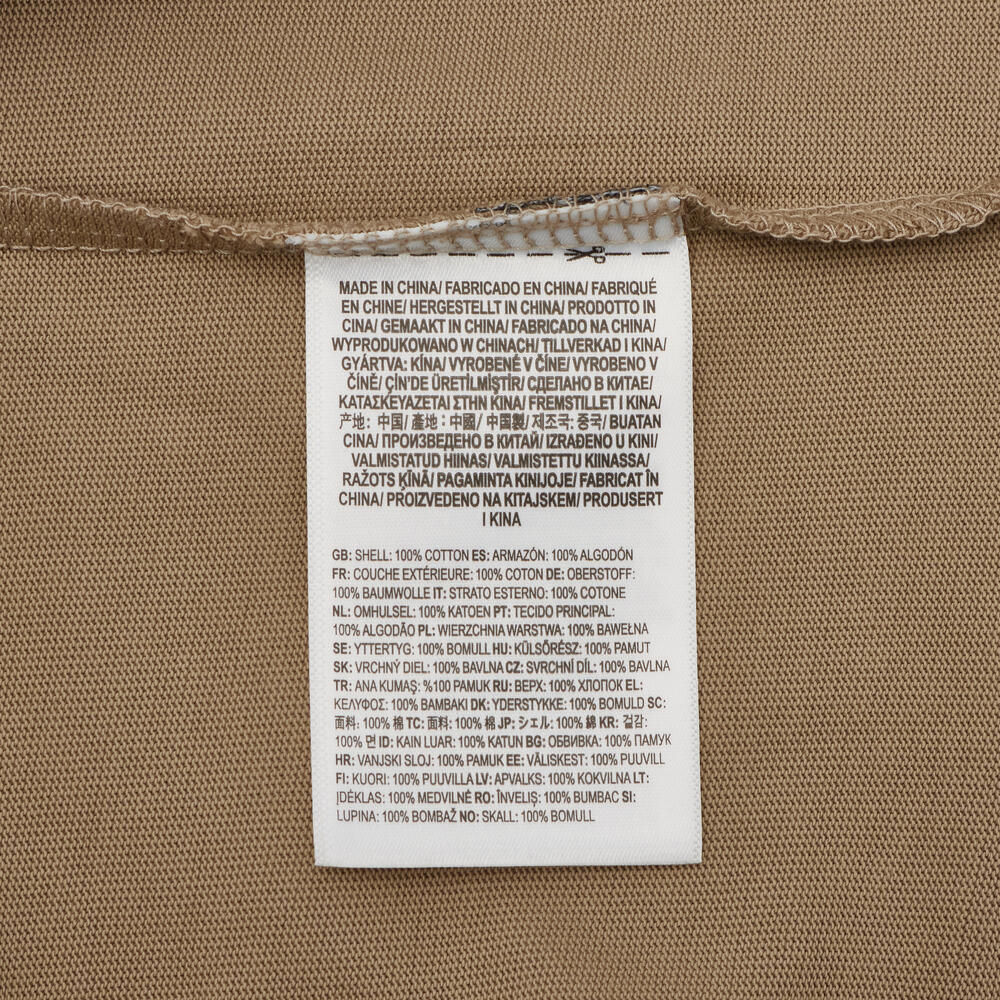 MADE IN CHINA/ FABRICADO EN CHINA/ FABRIQUÉ
EN CHINE/ HERGESTELLT IN CHINA/ PRODOTTO IN
CINA/ GEMAAKT IN CHINA/ FABRICADO NA CHINA/
WYPRODUKOWANO W CHINACH/ TILLVERKAD I KINA/
GYÁRTVA: KÍNA/ VYROBENÉ V ČÍNE/ VYROBENO V
ČÍNĚ/ ÇİN'DE ÜRETİLMİŞTİR/ СДЕЛАНО В КИТАЕ/
ΚΑΤΑΣΚΕΥΑΖΕΤΑΙ ΣΤΗΝ ΚΙΝΑ/ FREMSTILLET I KINA/
产地: 中国/ 產地：中國/ 中国製/ 제조국: 중국/ BUATAN
CINA/ ПРОИЗВЕДЕНО В КИТАЙ/ IZRAĐENO U KINI/
VALMISTATUD HIINAS/ VALMISTETTU KIINASSA/
RAŽOTS ĶĪNĀ/ PAGAMINTA KINIJOJE/ FABRICAT ÎN
CHINA/ PROIZVEDENO NA KITAJSKEM/ PRODUSERT
I KINA
GB: SHELL: 100% COTTON ES: ARMAZÓN: 100% ALGODÓN
FR: COUCHE EXTÉRIEURE: 100% COTON DE: OBERSTOFF:
100% BAUMWOLLE IT: STRATO ESTERNO: 100% COTONE
NL: OMHULSEL: 100% KATOEN PT: TECIDO PRINCIPAL:
100% ALGODÃO PL: WIERZCHNIA WARSTWA: 100% BAWEŁNA
SE: YTTERTYG: 100% BOMULL HU: KÜLSŐRÉSZ: 100% PAMUT
SK: VRCHNÝ DIEL: 100% BAVLNA CZ: SVRCHNÍ DÍL: 100% BAVLNA
TR: ANA KUMAŞ: %100 PAMUK RU: ВЕРХ: 100% ХЛОПОК EL:
ΚΕΛΥΦΟΣ: 100% ΒΑΜΒΑΚΙ DK: YDERSTYKKE: 100% BOMULD SC:
面料: 100% 棉 TC: 面料: 100% 棉 JP: シェル: 100% 綿 KR: 겉감:
100% 면 ID: KAIN LUAR: 100% KATUN BG: ОБВИВКА: 100% ПАМУК
HR: VANJSKI SLOJ: 100% PAMUK EE: VÄLISKEST: 100% PUUVILL
FI: KUORI: 100% PUUVILLA LV: APVALKS: 100% KOKVILNA LT:
ĮDĖKLAS: 100% MEDVILNĖ RO: ÎNVELIŞ: 100% BUMBAC SI:
LUPINA: 100% BOMBAŽ NO: SKALL: 100% BOMULL